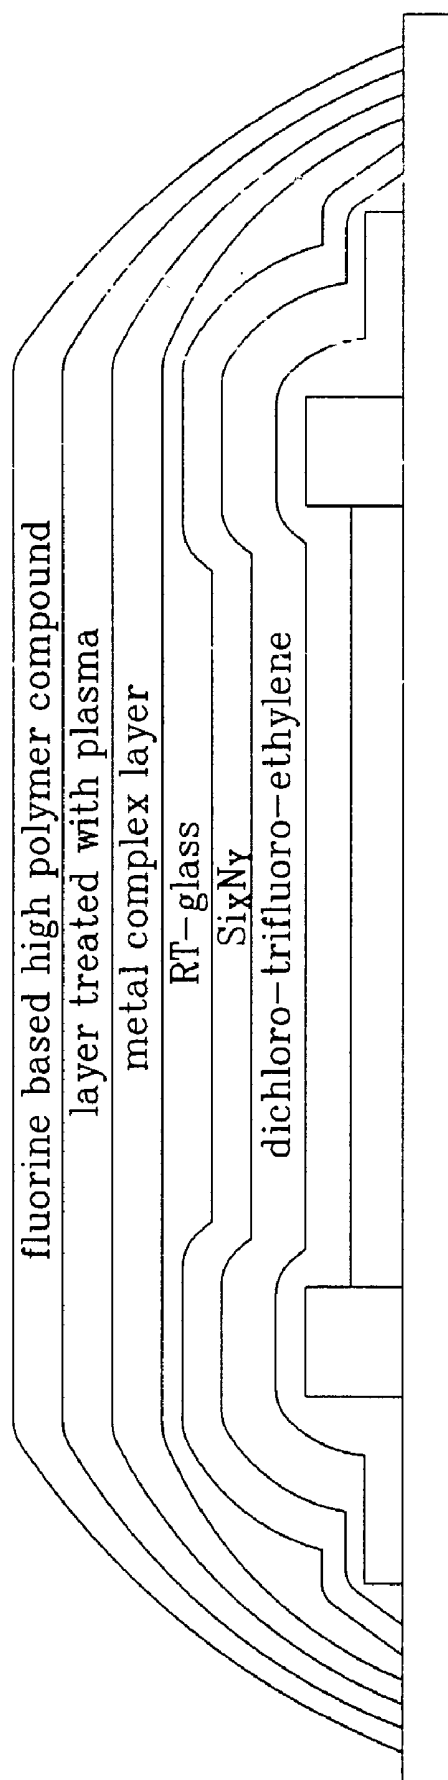 fluorine based high polymer compound
layer treated with plasma
metal complex layer
RT-glass
SiXNY
dichloro-trifluoro-ethylene